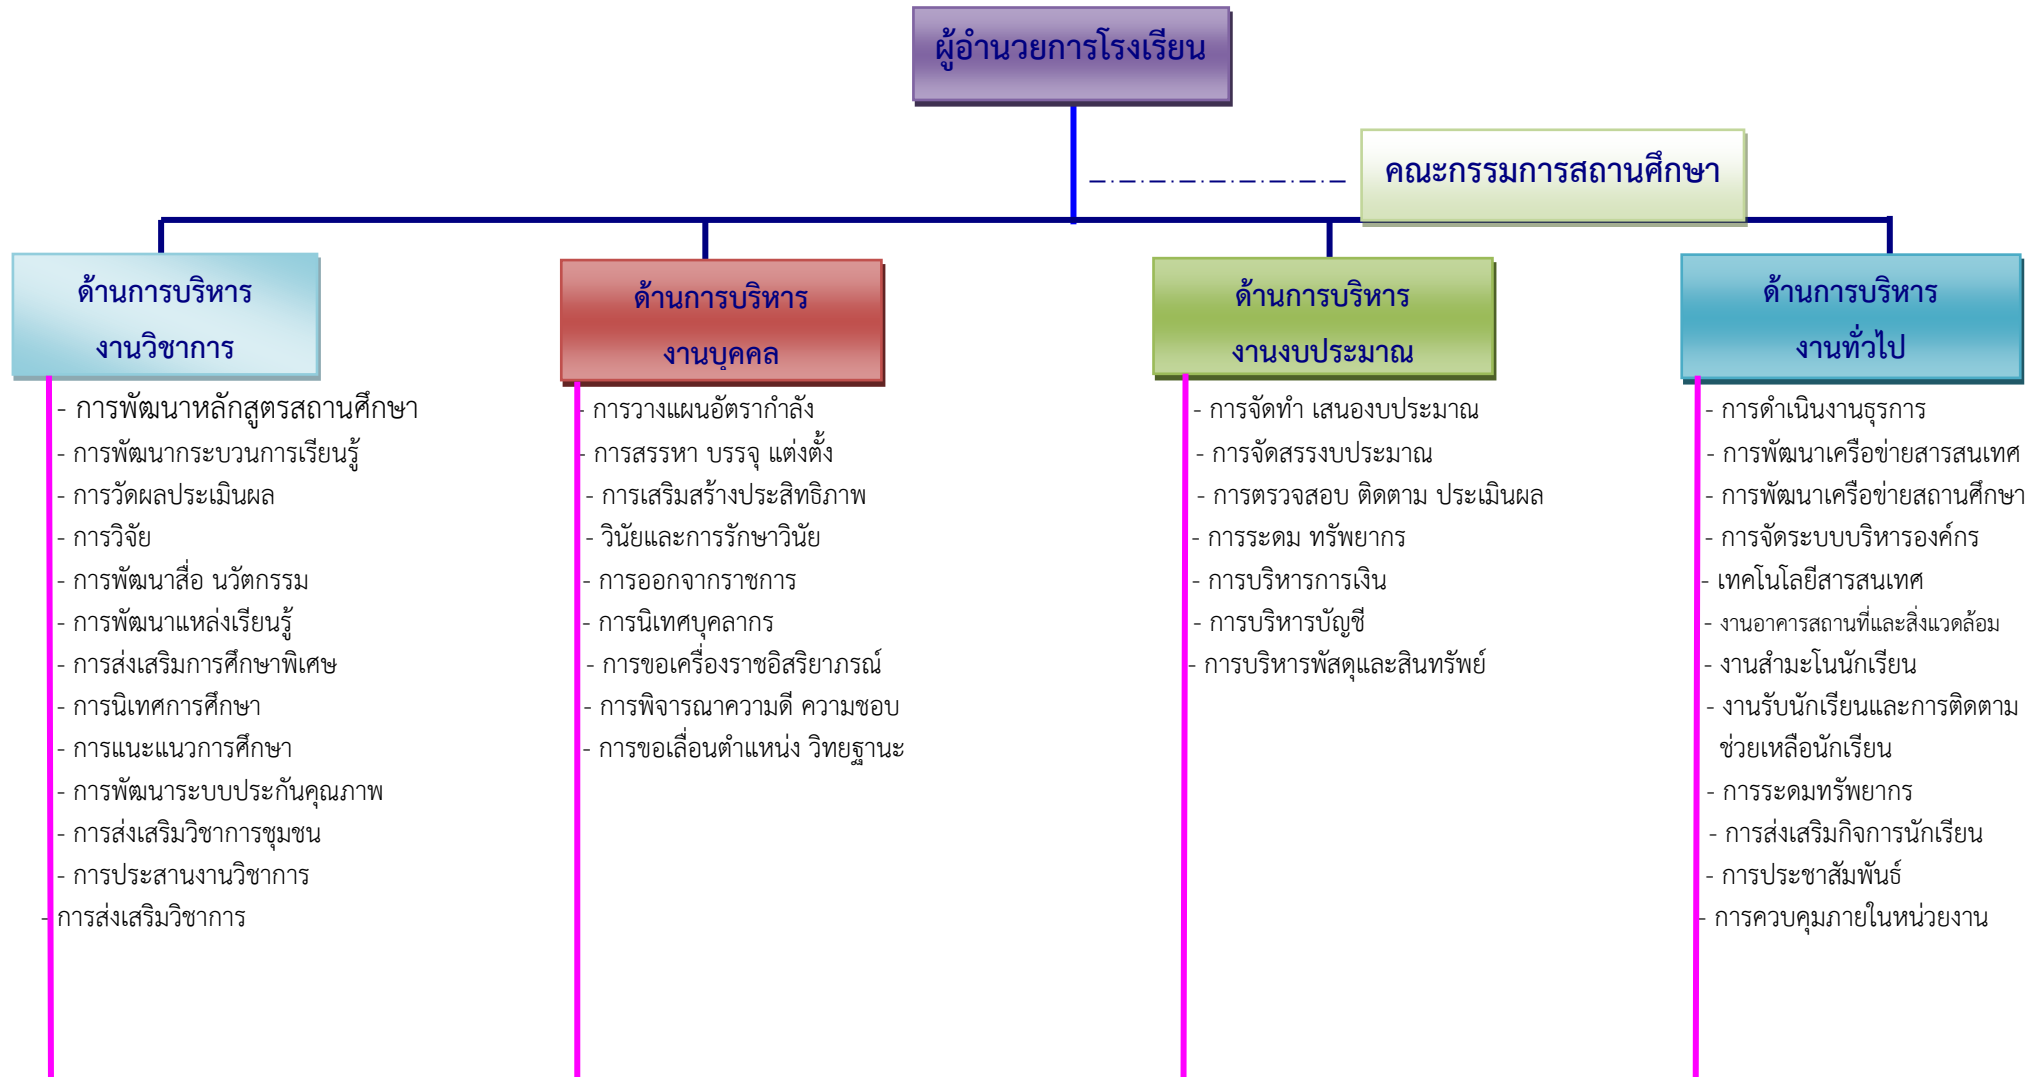 ผู้อำนวยการโรงเรียน
คณะกรรมการสถานศึกษา
ด้านการบริหาร
งานวิชาการ
- การพัฒนาหลักสูตรสถานศึกษา
- การพัฒนากระบวนการเรียนรู้
- การวัดผลประเมินผล
- การวิจัย
- การพัฒนาสื่อ นวัตกรรม
- การพัฒนาแหล่งเรียนรู้
- การส่งเสริมการศึกษาพิเศษ
- การนิเทศการศึกษา
- การแนะแนวการศึกษา
- การพัฒนาระบบประกันคุณภาพ
- การส่งเสริมวิชาการชุมชน
- การประสานงานวิชาการ
- การส่งเสริมวิชาการ
ด้านการบริหาร
งานบุคคล
- การวางแผนอัตรากำลัง
- การสรรหา บรรจุ แต่งตั้ง
- การเสริมสร้างประสิทธิภาพ
- วินัยและการรักษาวินัย
- การออกจากราชการ
- การนิเทศบุคลากร
- การขอเครื่องราชอิสริยาภรณ์
- การพิจารณาความดี ความชอบ
- การขอเลื่อนตำแหน่ง วิทยฐานะ
ด้านการบริหาร
งานงบประมาณ
- การจัดทำ เสนองบประมาณ
- การจัดสรรงบประมาณ
- การตรวจสอบ ติดตาม ประเมินผล
- การระดม ทรัพยากร
- การบริหารการเงิน
- การบริหารบัญชี
- การบริหารพัสดุและสินทรัพย์
ด้านการบริหาร
งานทั่วไป
- การดำเนินงานธุรการ
- การพัฒนาเครือข่ายสารสนเทศ
- การพัฒนาเครือข่ายสถานศึกษา
- การจัดระบบบริหารองค์กร
- เทคโนโลยีสารสนเทศ
- งานอาคารสถานที่และสิ่งแวดล้อม
- งานสำมะโนนักเรียน
- งานรับนักเรียนและการติดตาม
ช่วยเหลือนักเรียน
- การระดมทรัพยากร
- การส่งเสริมกิจการนักเรียน
- การประชาสัมพันธ์
- การควบคุมภายในหน่วยงาน